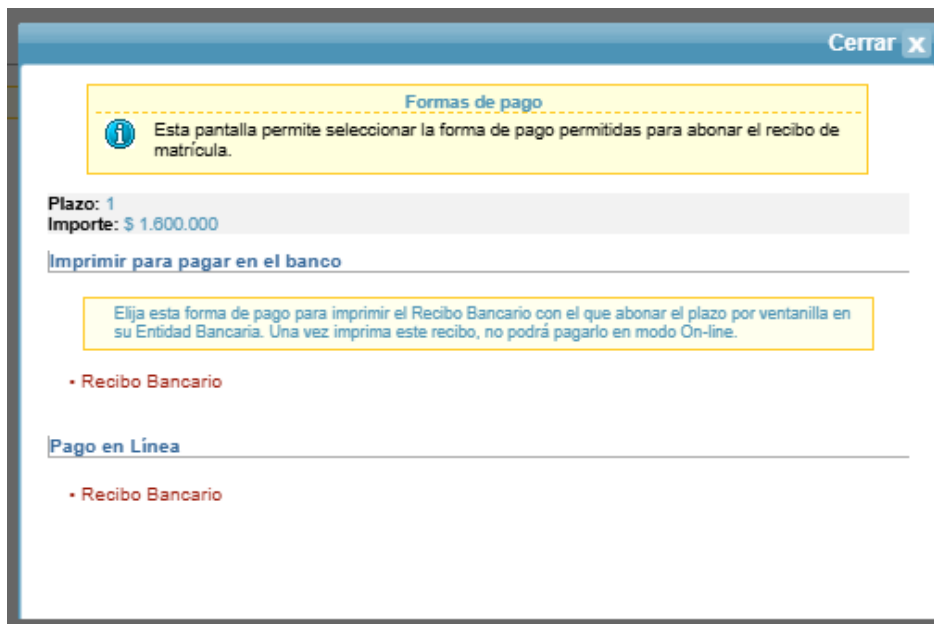 Cerrar x
Formas de pago
Esta pantalla permite seleccionar la forma de pago permitidas para abonar el recibo de
matrícula.
Plazo: 1
Importe: $ 1.600.000
Imprimir para pagar en el banco
Elija esta forma de pago para imprimir el Recibo Bancario con el que abonar el plazo por ventanilla en
su Entidad Bancaria. Una vez imprima este recibo, no podrá pagarlo en modo On-line.
• Recibo Bancario
Pago en Línea
• Recibo Bancario